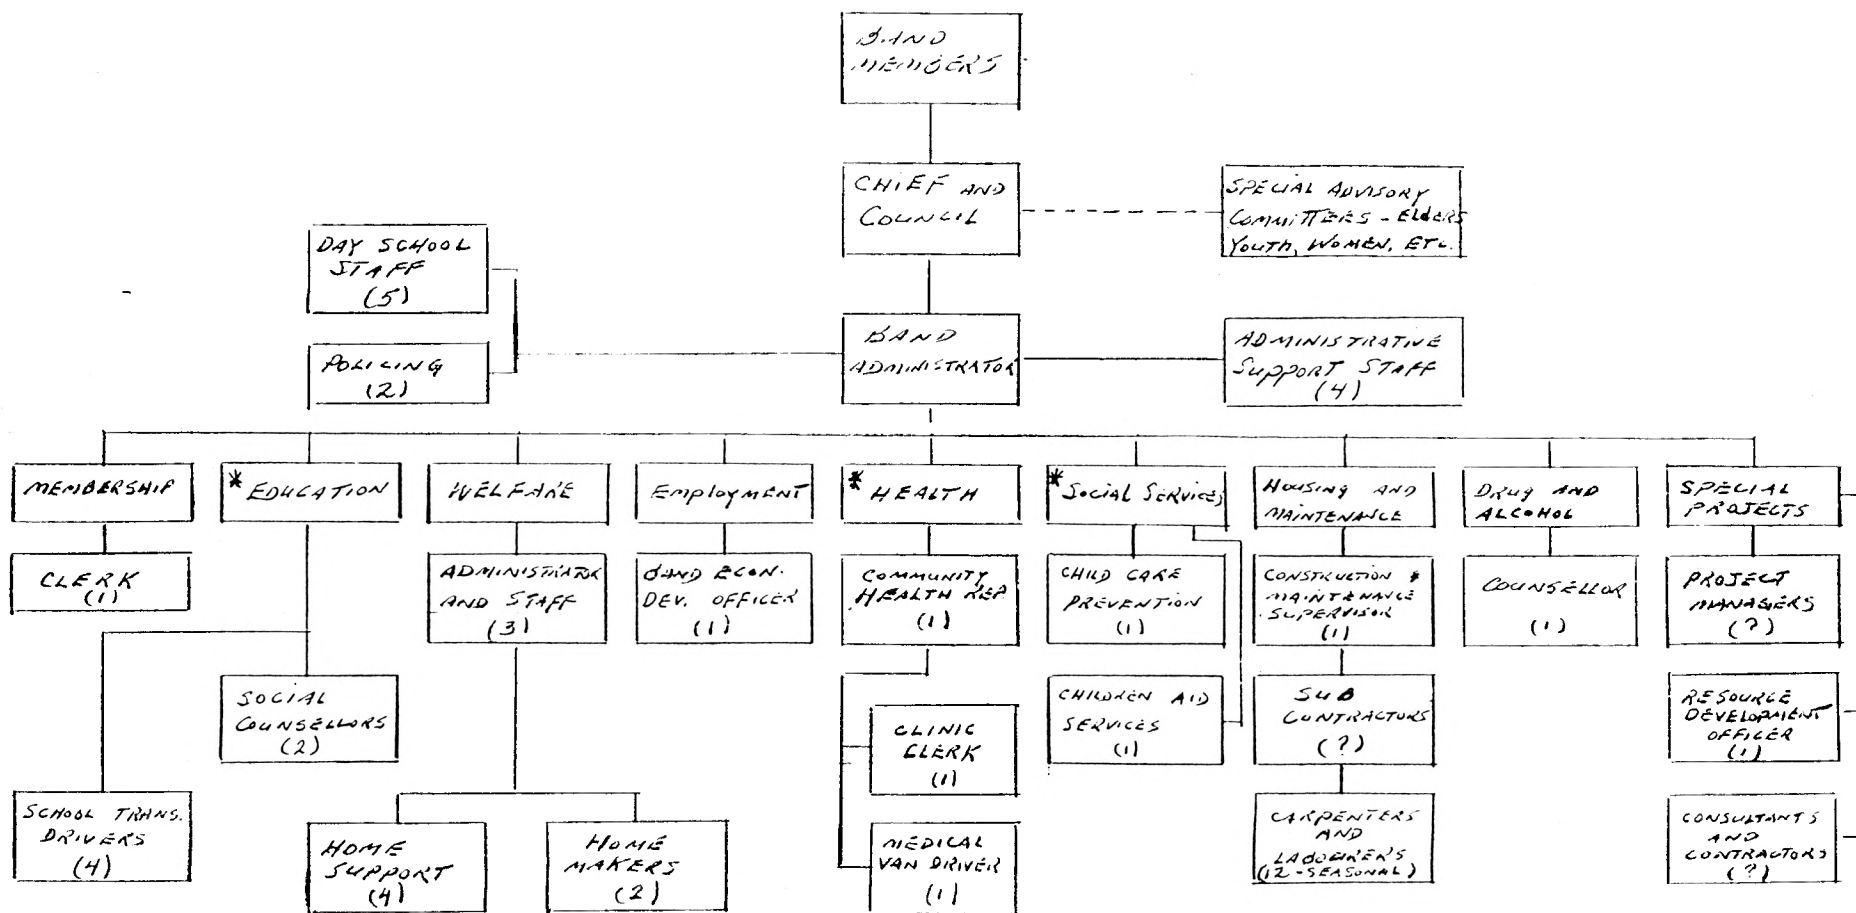 BAND
MEMBERS
CHIEF AND
COUNCIL
SPECIAL ADVISORY
COMMITTEES - ELDERS
YOUTH, WOMEN, ETC.
DAY SCHOOL
STAFF
(5)
POLICING
(2)
BAND
ADMINISTRATOR
ADMINISTRATIVE
SUPPORT STAFF
(4)
MEMBERSHIP
* EDUCATION
WELFARE
EMPLOYMENT
* HEALTH
* SOCIAL SERVICES
HOUSING AND
MAINTENANCE
DRUG AND
ALCOHOL
SPECIAL
PROJECTS
CLERK
(1)
ADMINISTRATOR
AND STAFF
(3)
BAND ECON.
DEV. OFFICER
(1)
COMMUNITY
HEALTH REP
(1)
CHILD CARE
PREVENTION
(1)
CONSTRUCTION &
MAINTENANCE
SUPERVISOR
(1)
COUNSELLOR
(1)
PROJECT
MANAGERS
(?)
SOCIAL
COUNSELLORS
(2)
CLINIC
CLERK
(1)
CHILDREN AID
SERVICES
(1)
SUB
CONTRACTORS
(?)
RESOURCE
DEVELOPMENT
OFFICER
(1)
SCHOOL TRANS.
DRIVERS
(4)
HOME
SUPPORT
(4)
HOME
MAKERS
(2)
MEDICAL
VAN DRIVER
(1)
CARPENTERS
AND
LABOURERS
(12-SEASONAL)
CONSULTANTS
AND
CONTRACTORS
(?)